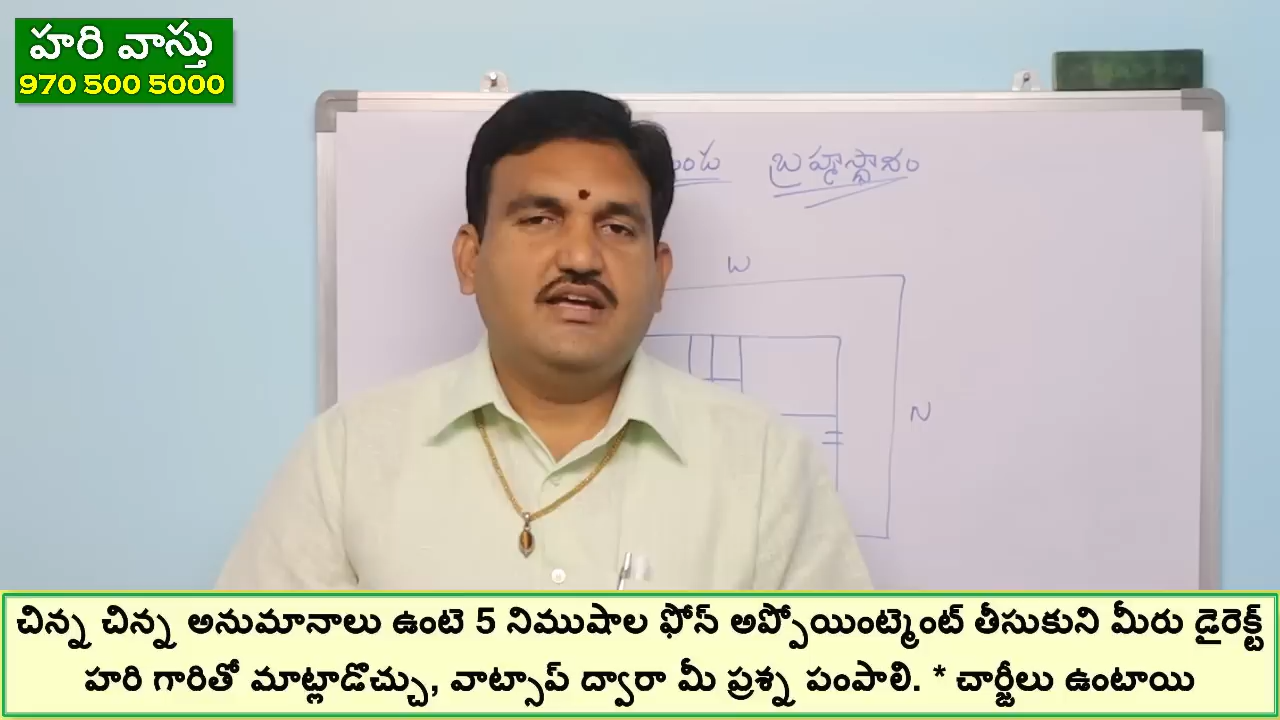 హరి వాస్తు
970 500 5000
బ్రహ్మస్థానం
W
N
చిన్న చిన్న అనుమానాలు ఉంటె 5 నిముషాల ఫోన్ అప్పోయింట్మెంట్ తీసుకుని మీరు డైరెక్ట్
హరి గారితో మాట్లాడొచ్చు, వాట్సాప్ ద్వారా మీ ప్రశ్న పంపాలి. * చార్జీలు ఉంటాయి